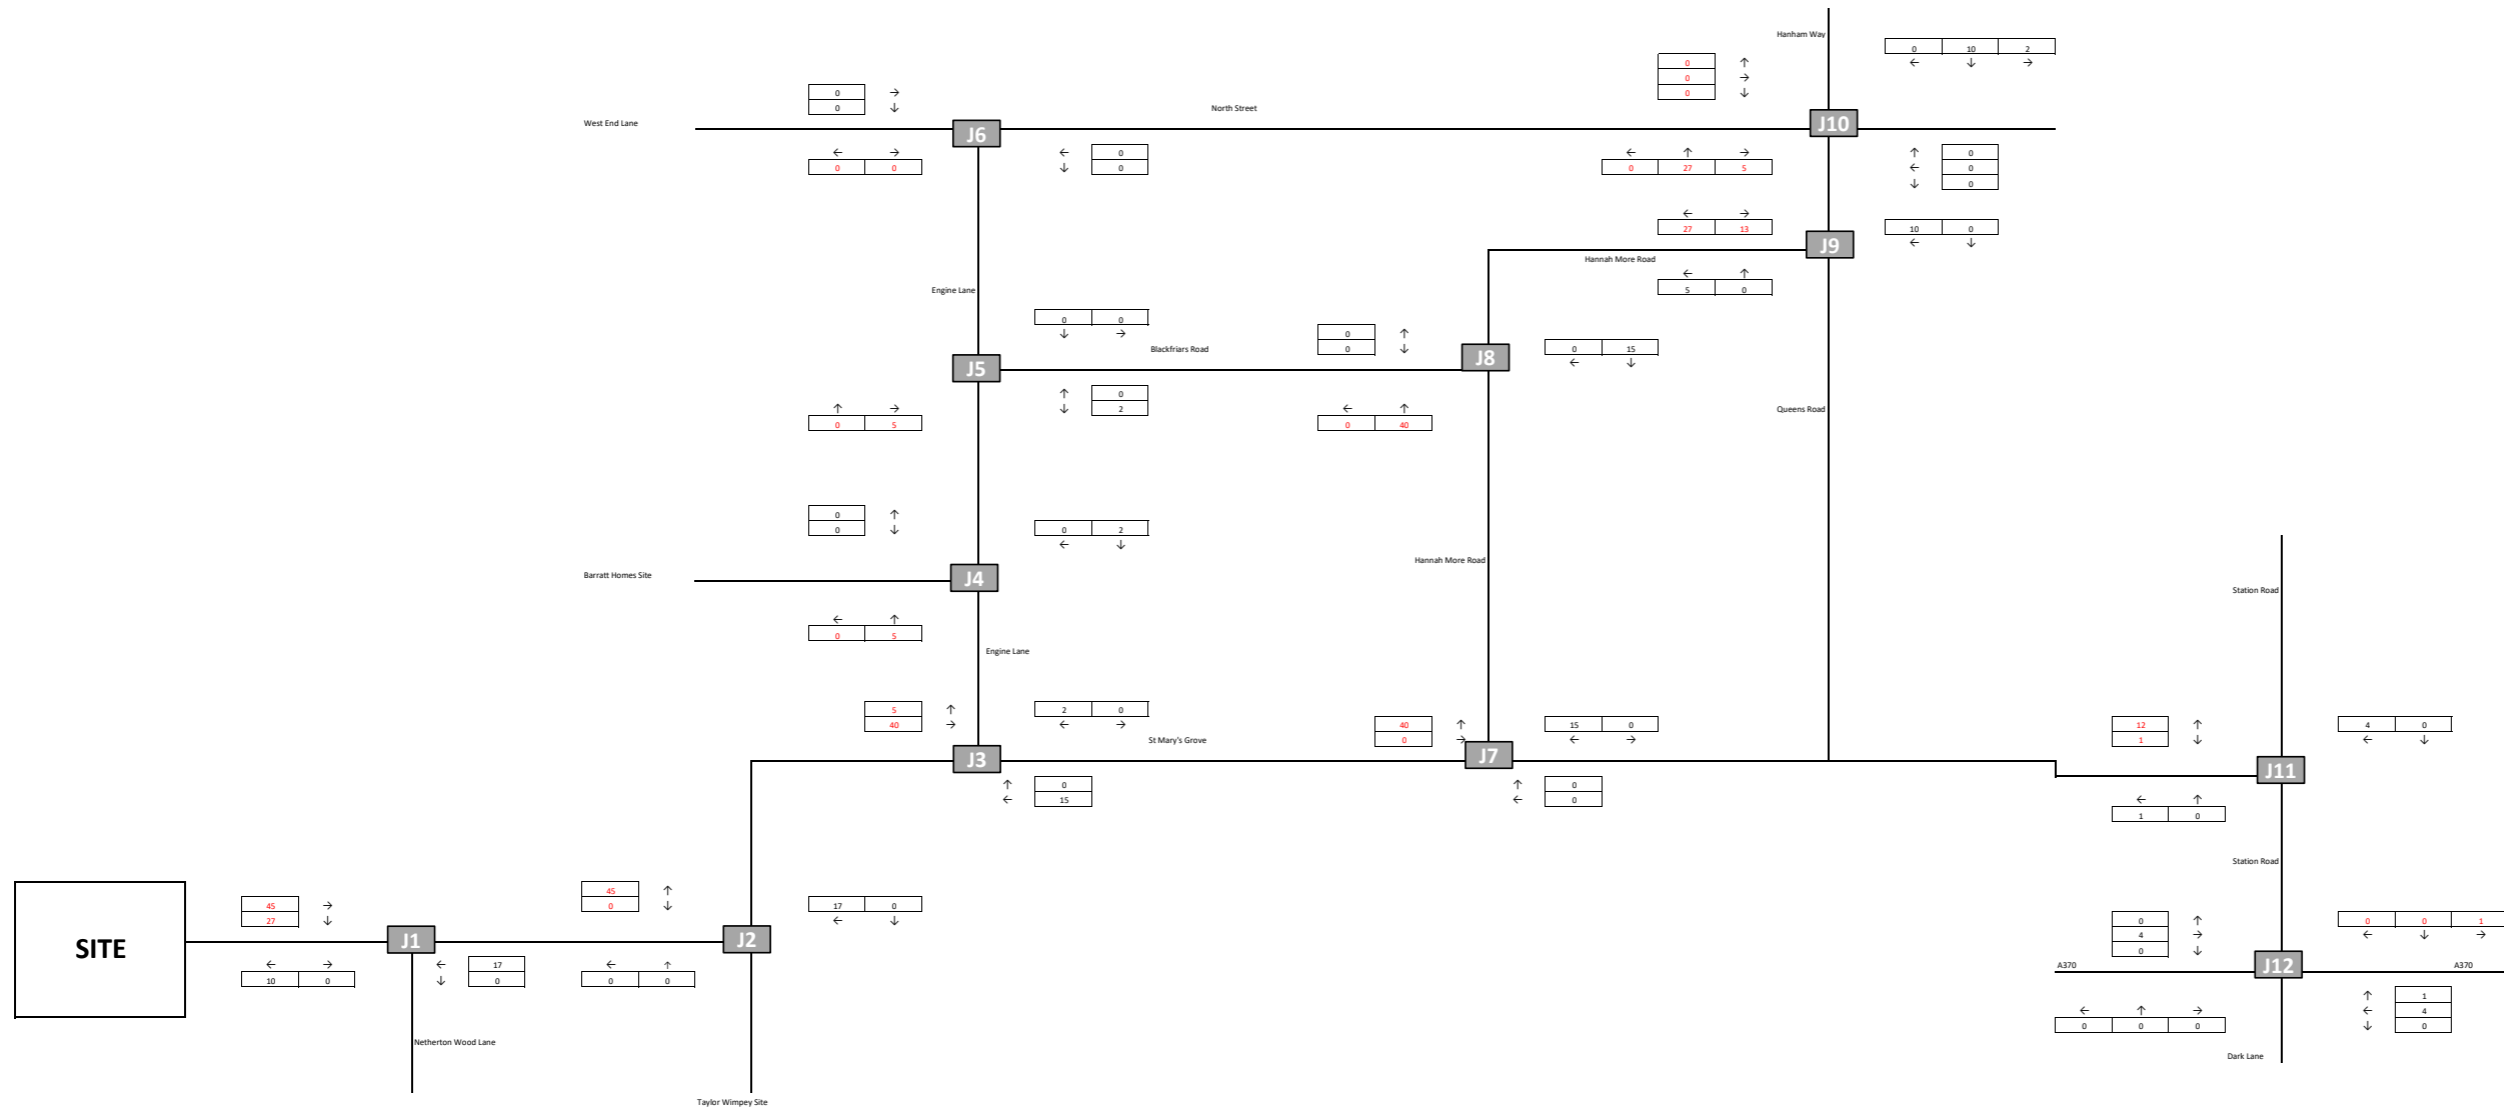 Hanham Way
0 10 2
← ↓ →
0 ↑
0 →
0 ↓
0 →
0 ↓
North Street
West End Lane
J6
J10
← →
0 0
← 0
↓ 0
← ↑ →
0 27 5
↑ 0
← 0
↓ 0
← →
27 13
10 0
← ↓
J9
Hannah More Road
← ↑
5 0
Engine Lane
0 0
↓ →
0 ↑
0 ↓
Blackfriars Road
0 15
← ↓
J8
J5
↑ 0
↓ 2
↑ →
0 5
← ↑
0 40
Queens Road
0 ↑
0 ↓
0 2
← ↓
Hannah More Road
Barratt Homes Site
J4
Station Road
← ↑
0 5
Engine Lane
5 ↑
40 →
2 0
← →
40 ↑
0 →
15 0
← →
12 ↑
1 ↓
4 0
← ↓
St Mary's Grove
J3
J7
J11
↑ 0
← 15
↑ 0
← 0
← ↑
1 0
Station Road
45 →
27 ↓
45 ↑
0 ↓
17 0
← ↓
0 ↑
4 →
0 ↓
0 0 1
← ↓ →
SITE
J1
J2
A370
J12
A370
← →
10 0
← 17
↓ 0
← ↑
0 0
↑ 1
← 4
↓ 0
← ↑ →
0 0 0
Netherton Wood Lane
Dark Lane
Taylor Wimpey Site